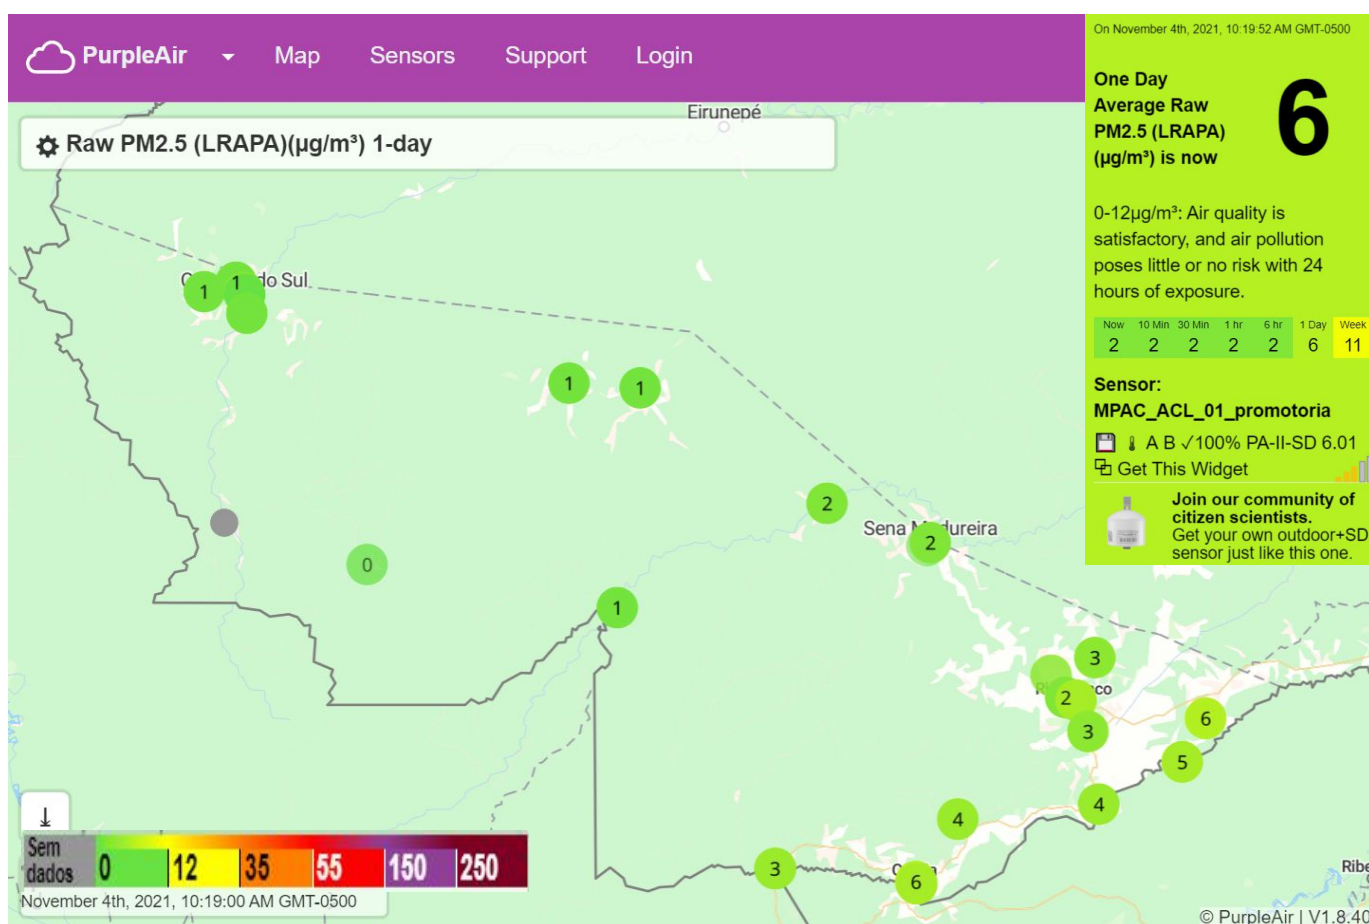 PurpleAir Map Sensors Support Login
Raw PM2.5 (LRAPA)(µg/m³) 1-day
On November 4th, 2021, 10:19:52 AM GMT-0500
One Day
Average Raw
PM2.5 (LRAPA)
(µg/m³) is now
6
0-12µg/m³: Air quality is
satisfactory, and air pollution
poses little or no risk with 24
hours of exposure.
Now 10 Min 30 Min 1 hr 6 hr 1 Day Week
2 2 2 2 2 6 11
Sensor:
MPAC_ACL_01_promotoria
A B ✓100% PA-II-SD 6.01
Get This Widget
Join our community of
citizen scientists.
Get your own outdoor+SD
sensor just like this one.
Eirunepé
do Sul
1
1
1
1
2
Sena Madureira
2
0
1
3
2
3
6
5
4
4
3
6
Sem
dados
0 12 35 55 150 250
November 4th, 2021, 10:19:00 AM GMT-0500
Ribe
© PurpleAir | V1.8.40